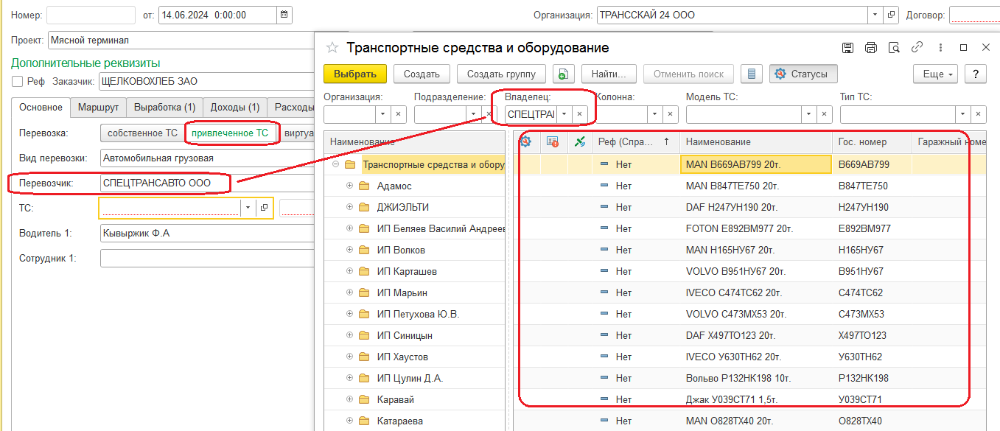 Номер: от: 14.06.2024 0:00:00 Организация: ТРАНССКАЙ 24 ООО Договор:
Проект: Мясной терминал
Дополнительные реквизиты
Реф Заказчик: ЩЕЛКОВОХЛЕБ ЗАО
Основное Маршрут Выработка (1) Доходы (1) Расходы
Перевозка: собственное ТС привлеченное ТС виртуа
Вид перевозки: Автомобильная грузовая
Перевозчик: СПЕЦТРАНСАВТО ООО
ТС:
Водитель 1: Кывыржик Ф.А
Сотрудник 1:
Транспортные средства и оборудование
Выбрать Создать Создать группу Найти... Отменить поиск Статусы Еще ?
Организация: Подразделение: Владелец: Колонна: Модель ТС: Тип ТС:
СПЕЦТРАI
Наименование
Транспортные средства и обору
Адамос
ДЖИЭЛЬТИ
ИП Беляев Василий Андреев
ИП Волков
ИП Карташев
ИП Марьин
ИП Петухова Ю.В.
ИП Синицын
ИП Хаустов
ИП Цулин Д.А.
Каравай
Катараева
Реф (Спра... ↑ Наименование Гос. номер Гаражный номе
Нет MAN В669АВ799 20т. В669АВ799
Нет MAN В847ТЕ750 20т. В847ТЕ750
Нет DAF Н247УН190 20т. Н247УН190
Нет FOTON Е892ВМ977 20т. Е892ВМ977
Нет MAN Н165НУ67 20т. Н165НУ67
Нет VOLVO В951НУ67 20т. В951НУ67
Нет IVECO С474ТС62 20т. С474ТС62
Нет VOLVO С473МХ53 20т. С473МХ53
Нет DAF Х497ТО123 20т. Х497ТО123
Нет IVECO У630ТН62 20т. У630ТН62
Нет Вольво Р132НК198 10т. Р132НК198
Нет Джак У039СТ71 1,5т. У039СТ71
Нет MAN О828ТХ40 20т. О828ТХ40